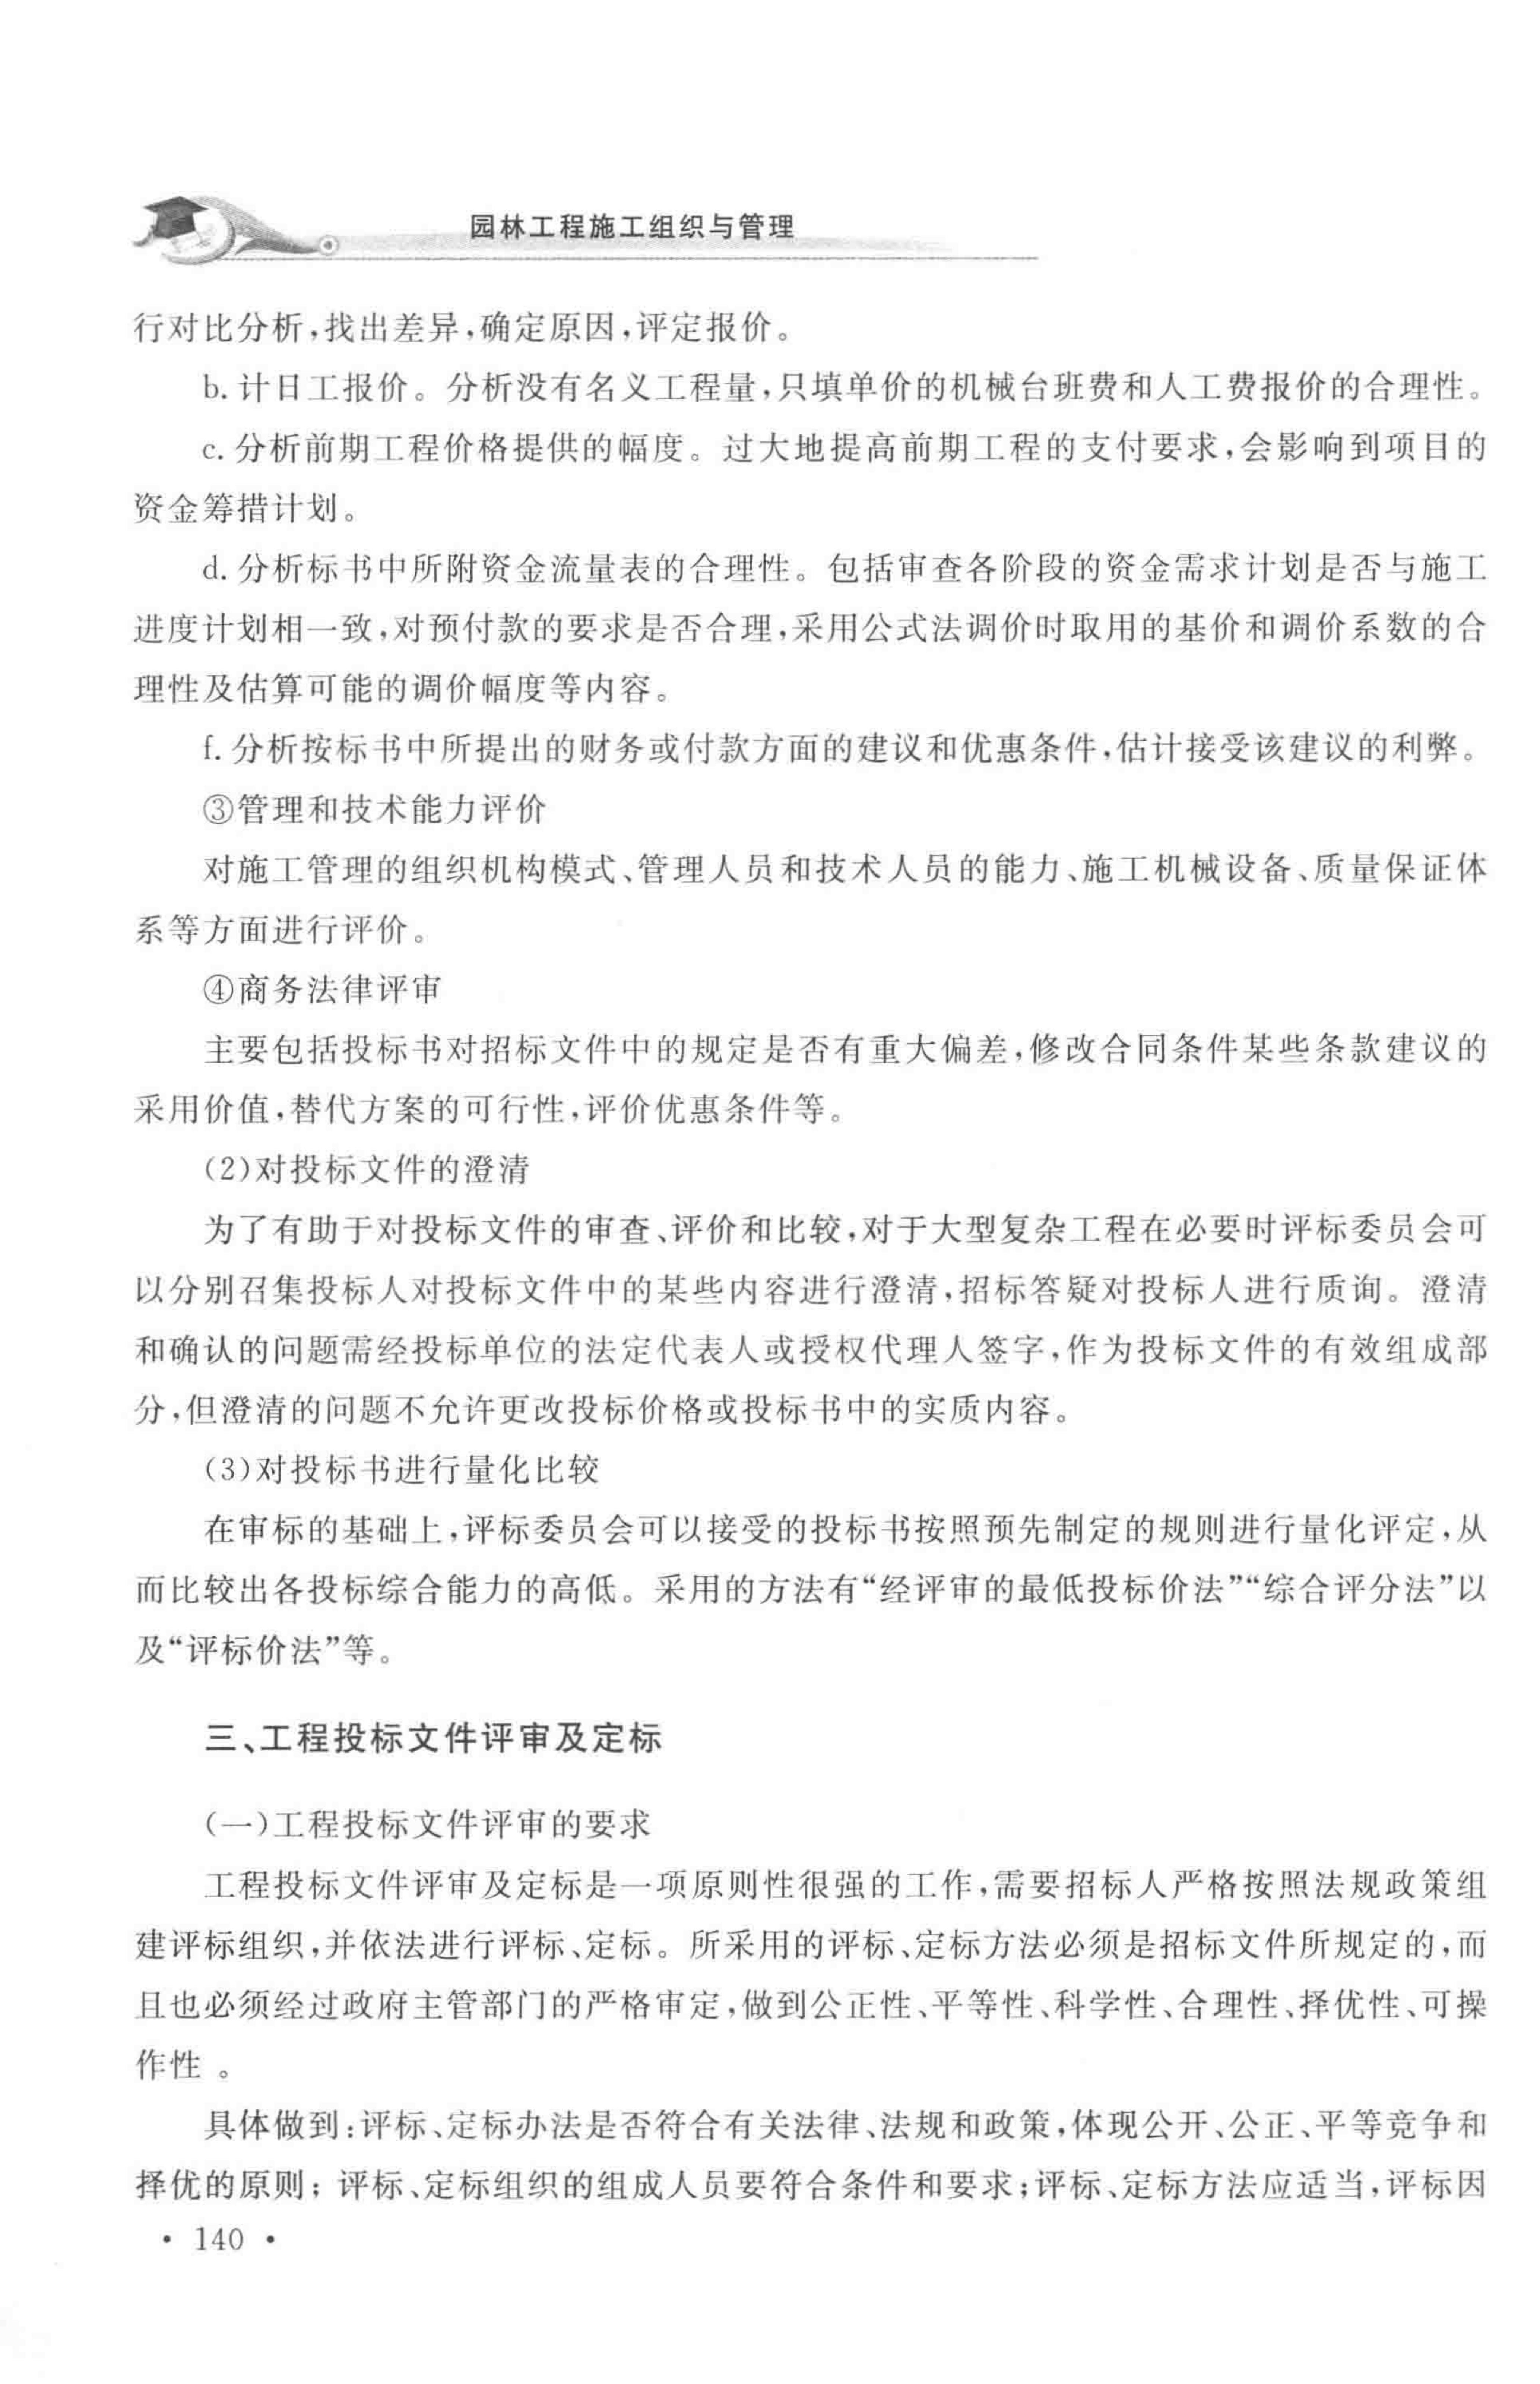 园林工程施工组织与管理
行对比分析,找出差异,确定原因,评定报价。
b.计日工报价。分析没有名义工程量,只填单价的机械台班费和人工费报价的合理性。
c.分析前期工程价格提供的幅度。过大地提高前期工程的支付要求,会影响到项目的
资金筹措计划。
d.分析标书中所附资金流量表的合理性。包括审查各阶段的资金需求计划是否与施工
进度计划相一致,对预付款的要求是否合理,采用公式法调价时取用的基价和调价系数的合
理性及估算可能的调价幅度等内容。
f.分析按标书中所提出的财务或付款方面的建议和优惠条件,估计接受该建议的利弊。
③管理和技术能力评价
对施工管理的组织机构模式、管理人员和技术人员的能力、施工机械设备、质量保证体
系等方面进行评价。
④商务法律评审
主要包括投标书对招标文件中的规定是否有重大偏差,修改合同条件某些条款建议的
采用价值,替代方案的可行性,评价优惠条件等。
(2)对投标文件的澄清
为了有助于对投标文件的审查、评价和比较,对于大型复杂工程在必要时评标委员会可
以分别召集投标人对投标文件中的某些内容进行澄清,招标答疑对投标人进行质询。澄清
和确认的问题需经投标单位的法定代表人或授权代理人签字,作为投标文件的有效组成部
分,但澄清的问题不允许更改投标价格或投标书中的实质内容。
(3)对投标书进行量化比较
在审标的基础上,评标委员会可以接受的投标书按照预先制定的规则进行量化评定,从
而比较出各投标综合能力的高低。采用的方法有“经评审的最低投标价法”“综合评分法”以
及“评标价法”等。
三、工程投标文件评审及定标
(一)工程投标文件评审的要求
工程投标文件评审及定标是一项原则性很强的工作,需要招标人严格按照法规政策组
建评标组织,并依法进行评标、定标。所采用的评标、定标方法必须是招标文件所规定的,而
且也必须经过政府主管部门的严格审定,做到公正性、平等性、科学性、合理性、择优性、可操
作性 。
具体做到:评标、定标办法是否符合有关法律、法规和政策,体现公开、公正、平等竞争和
择优的原则; 评标、定标组织的组成人员要符合条件和要求;评标、定标方法应适当,评标因
· 140 ·